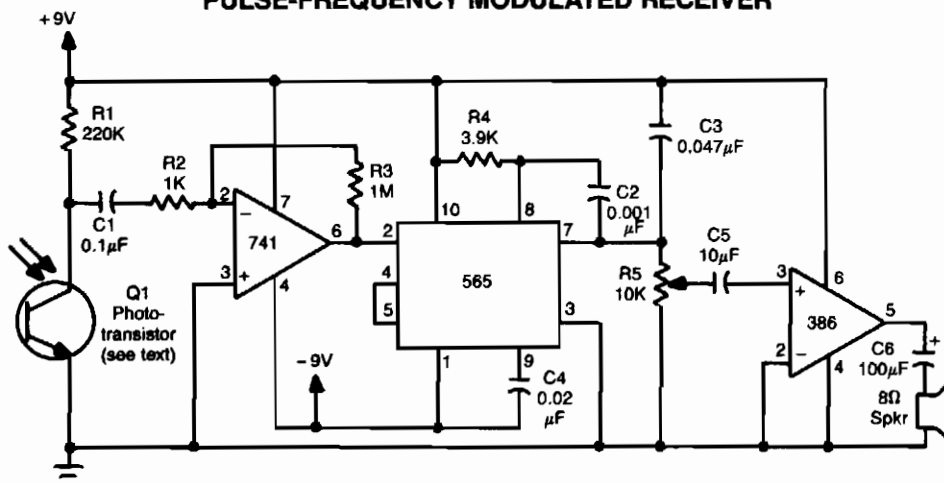 PULSE-FREQUENCY MODULATED RECEIVER
+9V
R1
220K
C1
0.1µF
R2
1K
R3
1M
2
−
7
741
6
3
+
4
Q1
Photo-
transistor
(see text)
-9V
R4
3.9K
10
8
2
7
4
565
5
3
1
9
C4
0.02
µF
C2
0.001
µF
C3
0.047µF
R5
10K
C5
10µF
3
+
6
386
5
2
−
4
C6
+
100µF
8Ω
Spkr